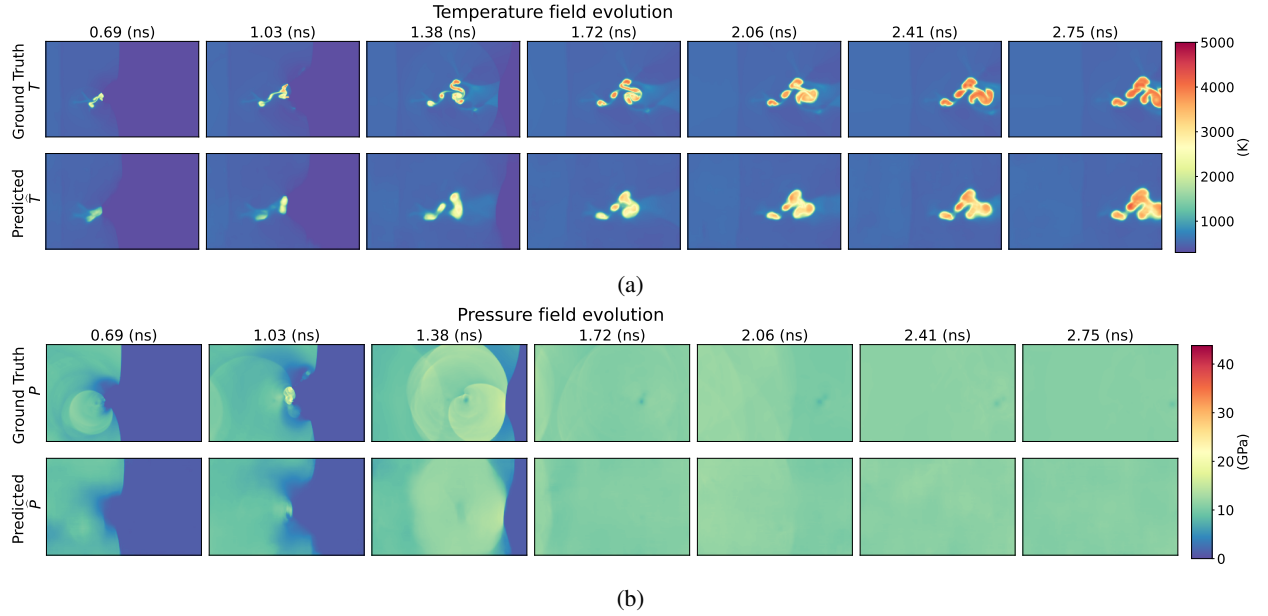 Temperature field evolution
0.69 (ns) 1.03 (ns) 1.38 (ns) 1.72 (ns) 2.06 (ns) 2.41 (ns) 2.75 (ns)
Ground Truth
T
Predicted
T̂
5000
4000
3000
2000
1000
(K)
(a)
Pressure field evolution
0.69 (ns) 1.03 (ns) 1.38 (ns) 1.72 (ns) 2.06 (ns) 2.41 (ns) 2.75 (ns)
Ground Truth
P
Predicted
P̂
40
30
20
10
0
(GPa)
(b)